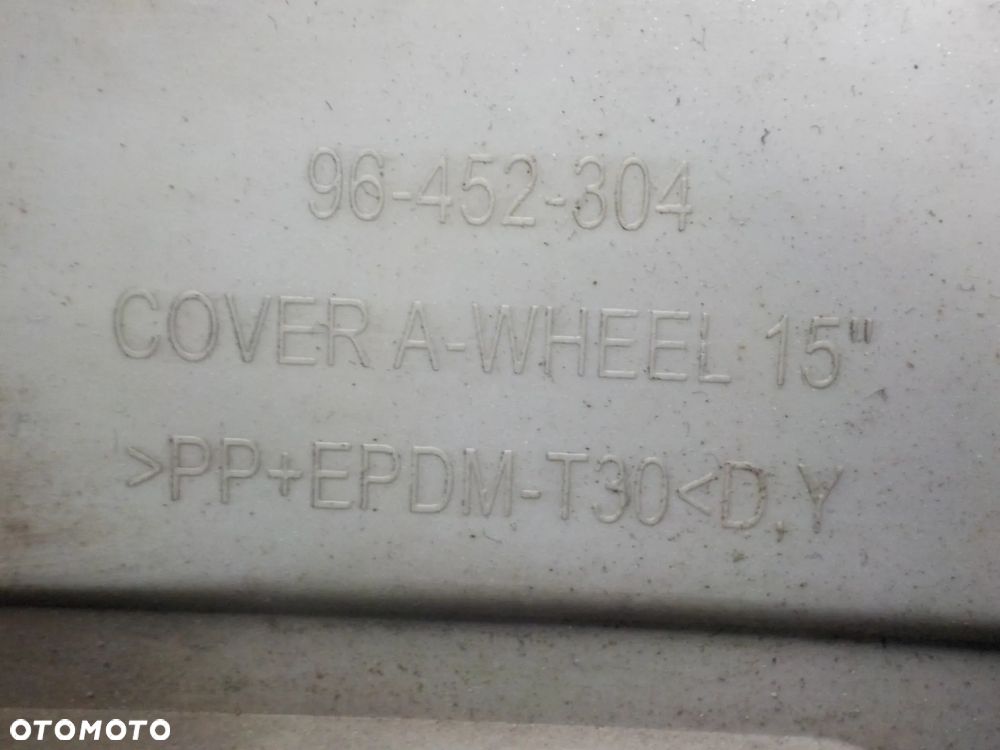 96-452-304
COVER A-WHEEL 15"
>PP+EPDM-T30<D.Y
OTOMOTO